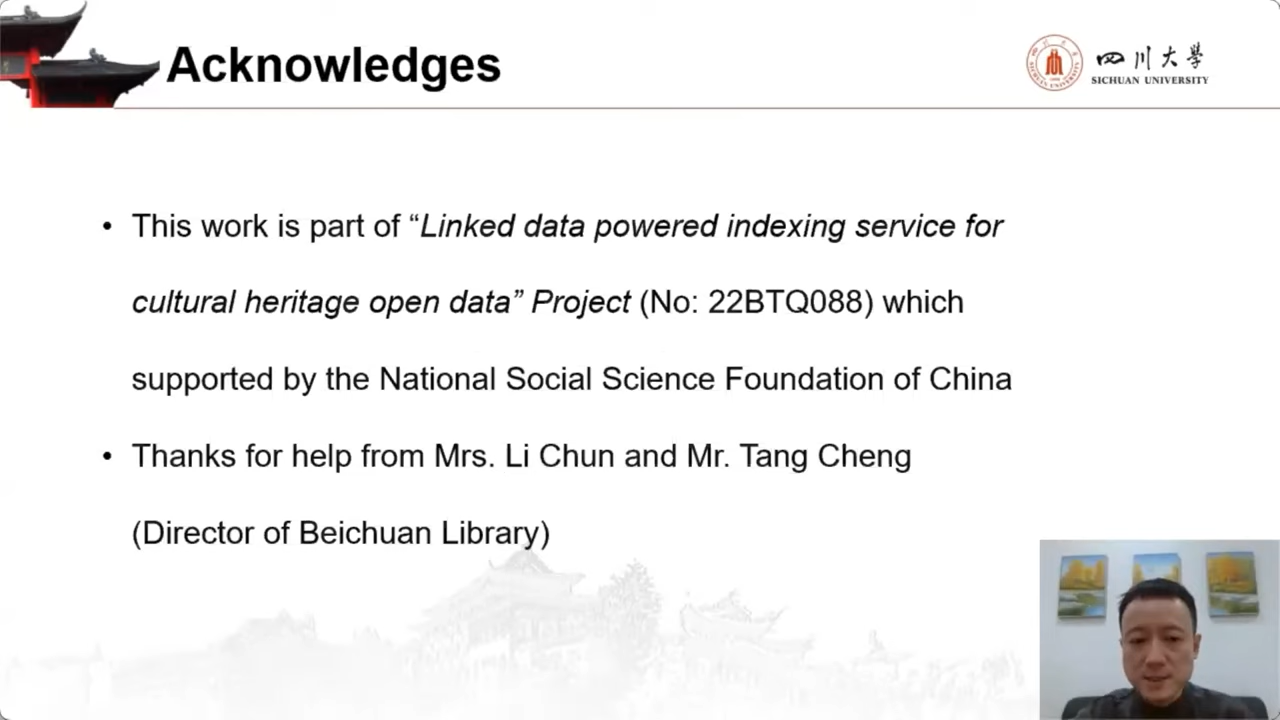 Acknowledges
四川大學
SICHUAN UNIVERSITY
• This work is part of “Linked data powered indexing service for
cultural heritage open data” Project (No: 22BTQ088) which
supported by the National Social Science Foundation of China
• Thanks for help from Mrs. Li Chun and Mr. Tang Cheng
(Director of Beichuan Library)